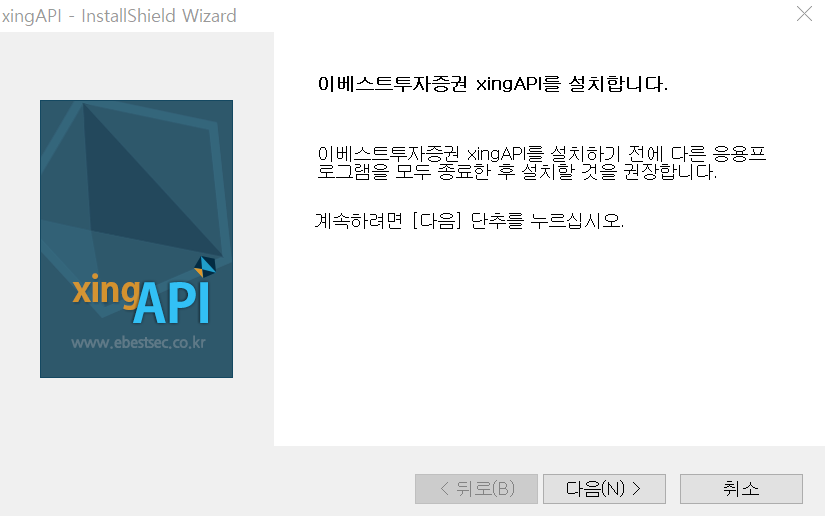 xingAPI - InstallShield Wizard
이베스트투자증권 xingAPI를 설치합니다.
이베스트투자증권 xingAPI를 설치하기 전에 다른 응용프
로그램을 모두 종료한 후 설치할 것을 권장합니다.
계속하려면 [다음] 단추를 누르십시오.
xingAPI
www.ebestsec.co.kr
< 뒤로(B)
다음(N) >
취소